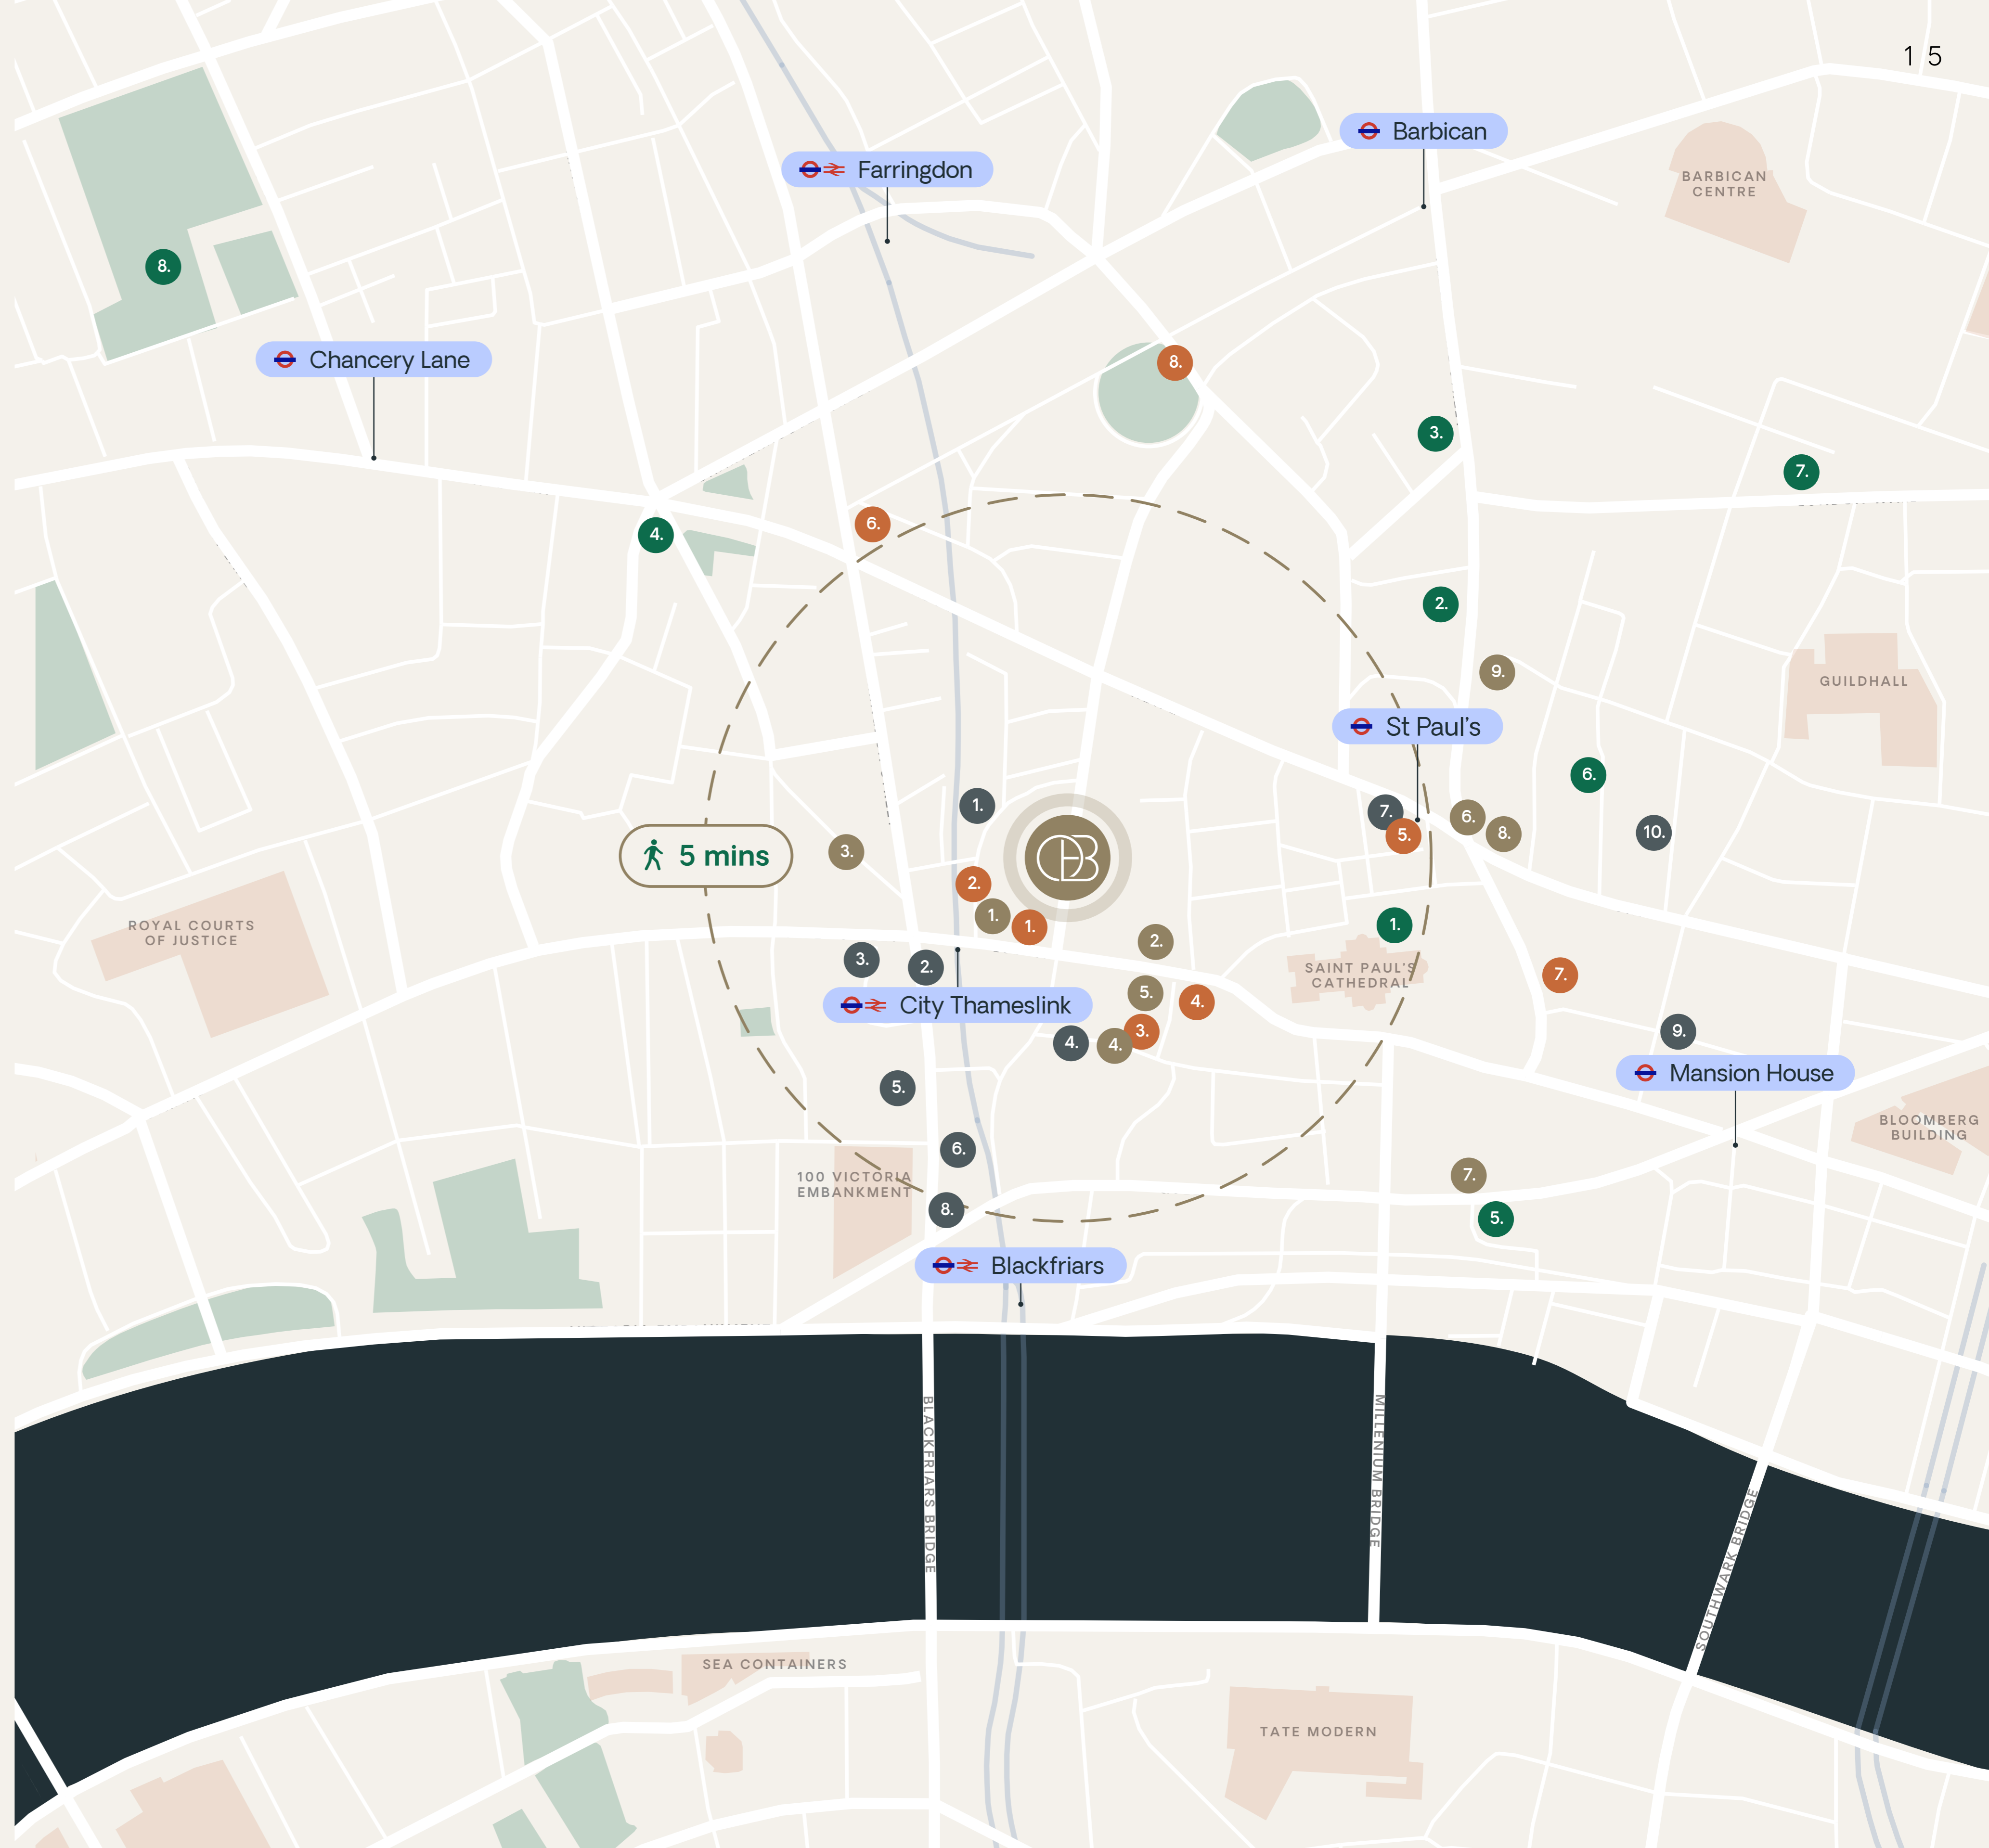 15
Barbican
Farringdon
BARBICAN
CENTRE
8.
Chancery Lane
8.
3.
7.
6.
4.
2.
9.
GUILDHALL
St Paul's
6.
1.
7.
6.
5.
8.
10.
5 mins
3.
OEB
2.
1.
1.
1.
ROYAL COURTS
OF JUSTICE
2.
3.
2.
SAINT PAUL'S
CATHEDRAL
7.
5.
4.
City Thameslink
3.
4.
4.
9.
Mansion House
5.
BLOOMBERG
BUILDING
6.
100 VICTORIA
EMBANKMENT
7.
8.
5.
Blackfriars
BLACKFRIARS BRIDGE
MILLENIUM BRIDGE
SOUTHWARK BRIDGE
SEA CONTAINERS
TATE MODERN